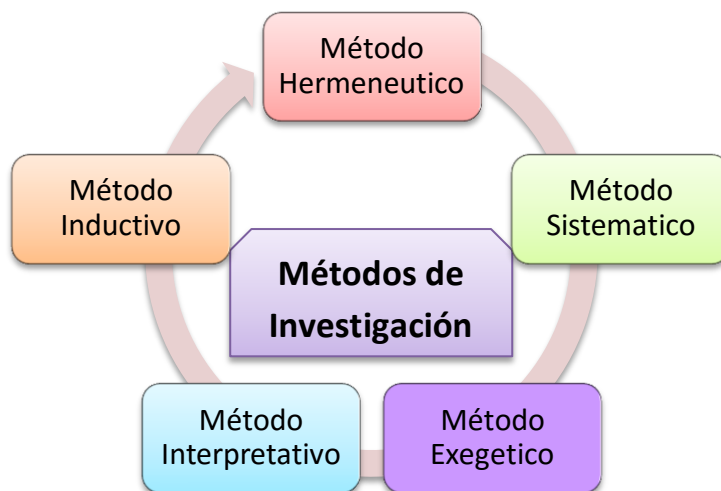 Método
Hermeneutico
Método
Sistematico
Método
Exegetico
Método
Interpretativo
Método
Inductivo
Métodos de
Investigación